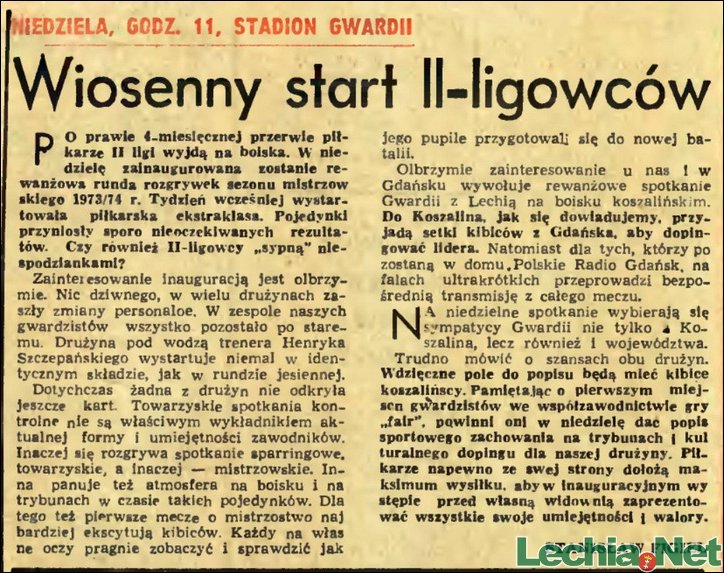 NIEDZIELA, GODZ. 11, STADION GWARDII
Wiosenny start II-ligowców
PO prawie 4-miesięcznej przerwie pił-
karze II ligi wyjdą na boiska. W nie-
dzielę zainaugurowana zostanie re-
wanżowa runda rozgrywek sezonu mistrzow
skiego 1973/74 r. Tydzień wcześniej wystar-
towała piłkarska ekstraklasa. Pojedynki
przyniosły sporo nieoczekiwanych rezulta-
tów. Czy również II-ligowcy „sypną” nie-
spodziankami?
Zainteresowanie inauguracją jest olbrzy-
mie. Nic dziwnego, w wielu drużynach za-
szły zmiany personalne. W zespole naszych
gwardzistów wszystko pozostało po stare-
mu. Drużyna pod wodzą trenera Henryka
Szczepańskiego wystartuje niemal w iden-
tycznym składzie, jak w rundzie jesiennej.
Dotychczas żadna z drużyn nie odkryła
jeszcze kart. Towarzyskie spotkania kon-
trolne nie są właściwym wykładnikiem ak-
tualnej formy i umiejętności zawodników.
Inaczej się rozgrywa spotkanie sparringowe,
towarzyskie, a inaczej — mistrzowskie. In-
na panuje też atmosfera na boisku i na
trybunach w czasie takich pojedynków. Dla
tego też pierwsze mecze o mistrzostwo naj
bardziej ekscytują kibiców. Każdy na włas
ne oczy pragnie zobaczyć i sprawdzić jak
jego pupile przygotowali się do nowej ba-
talii.
Olbrzymie zainteresowanie u nas i w
Gdańsku wywołuje rewanżowe spotkanie
Gwardii z Lechią na boisku koszalińskim.
Do Koszalina, jak się dowiadujemy, przy-
jadą setki kibiców z Gdańska, aby dopin-
gować lidera. Natomiast dla tych, którzy po
zostaną w domu, Polskie Radio Gdańsk, na
falach ultrakrótkich przeprowadzi bezpo-
średnią transmisję z całego meczu.
NA niedzielne spotkanie wybierają się
sympatycy Gwardii nie tylko z Ko-
szalina, lecz również i województwa.
Trudno mówić o szansach obu drużyn.
Wdzięczne pole do popisu będą mieć kibice
koszalińscy. Pamiętając o pierwszym miej-
scu gwardzistów we współzawodnictwie gry
„fair”, powinni oni w niedzielę dać popis
sportowego zachowania na trybunach i kul
turalnego dopingu dla naszej drużyny. Pił-
karze napewno ze swej strony dołożą ma-
ksimum wysiłku, aby w inauguracyjnym wy
stępie przed własną widownią zaprezento-
wać wszystkie swoje umiejętności i walory.
STANISŁAW FIGIEL
Lechia.Net